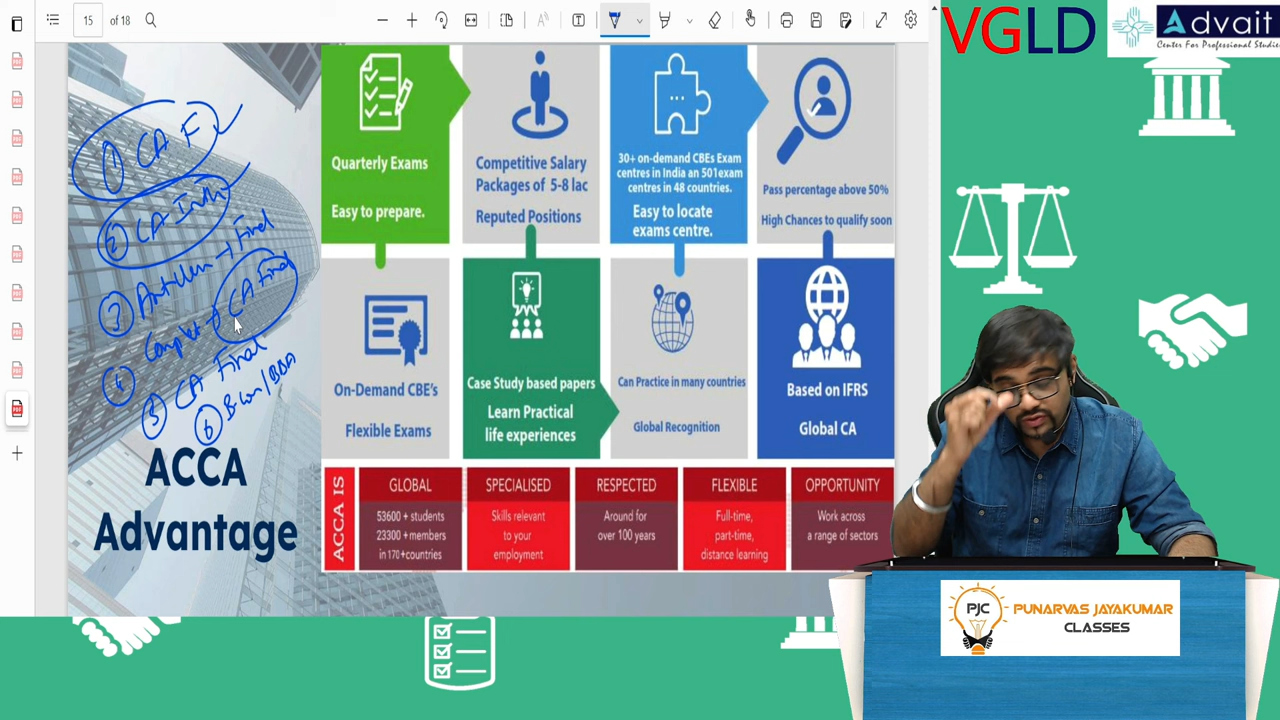 15
of 18
VGLD
Advait
Center For Professional Studies
① CA F
② CA Inter
③
→ Final
④
CA Final
⑤ CA Final
⑥ B.com/BBA
ACCA
Advantage
Quarterly Exams
Easy to prepare.
Competitive Salary
Packages of 5-8 lac
Reputed Positions
30+ on-demand CBEs Exam
centres in India an 501exam
centres in 48 countries.
Easy to locate
exams centre.
Pass percentage above 50%
High Chances to qualify soon
On-Demand CBE's
Flexible Exams
Case Study based papers
Learn Practical
life experiences
Can Practice in many countries
Global Recognition
Based on IFRS
Global CA
ACCA IS
GLOBAL
53600 + students
23300 +members
in 170+countries
SPECIALISED
Skills relevant
to your
employment
RESPECTED
Around for
over 100 years
FLEXIBLE
Full-time,
part-time,
distance learning
OPPORTUNITY
Work across
a range of sectors
PJC
PUNARVAS JAYAKUMAR
CLASSES